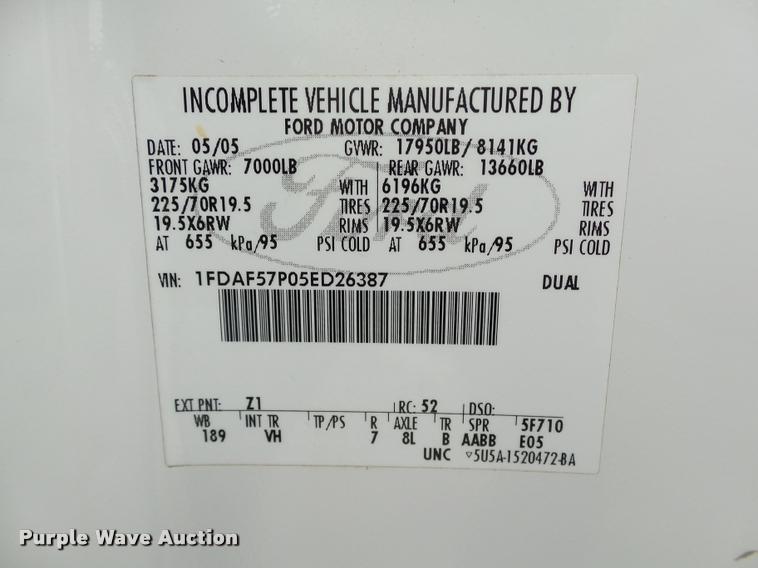 INCOMPLETE VEHICLE MANUFACTURED BY
FORD MOTOR COMPANY
DATE: 05/05 GVWR: 17950LB/ 8141KG
FRONT GAWR: 7000LB REAR GAWR: 13660LB
3175KG WITH 6196KG WITH
225/70R19.5 TIRES 225/70R19.5 TIRES
19.5X6RW RIMS 19.5X6RW RIMS
AT 655 kPa/95 PSI COLD AT 655 kPa/95 PSI COLD
Ford
VIN: 1FDAF57P05ED26387 DUAL
EXT PNT: Z1 RC: 52 DSO:
WB INT TR TP/PS R AXLE TR SPR 5F710
189 VH 7 8L B AABB E05
UNC ▽5U5A-1520472-BA
Purple Wave Auction